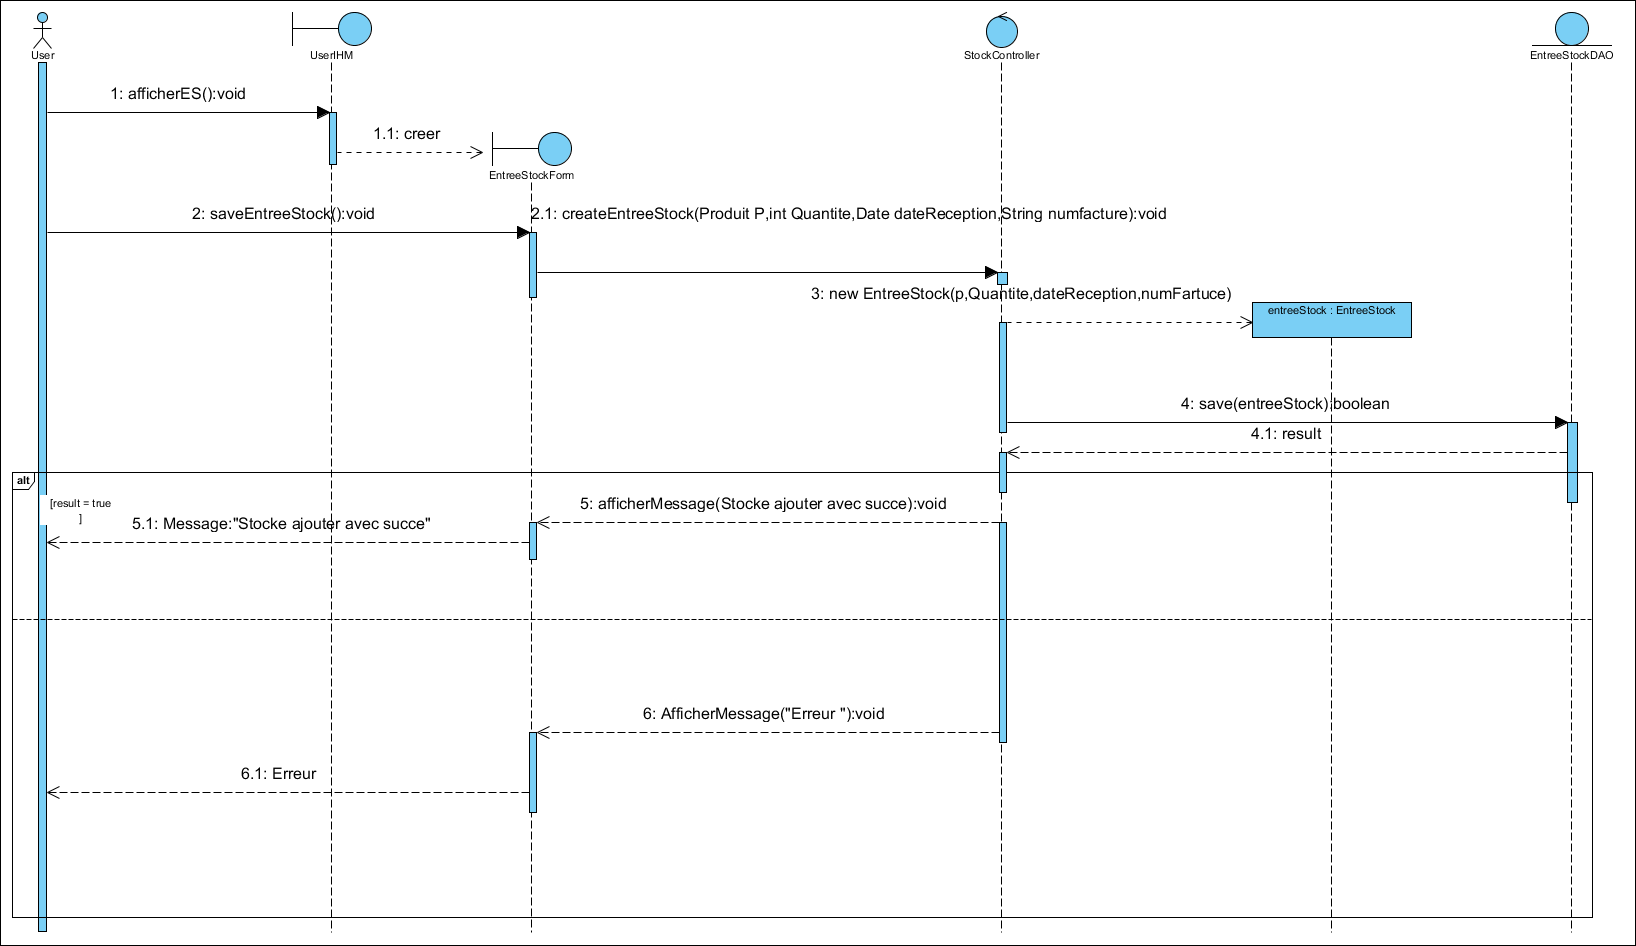 User
UserIHM
StockController
EntreeStockDAO
1: afficherES():void
1.1: creer
EntreeStockForm
2: saveEntreeStock():void
2.1: createEntreeStock(Produit P,int Quantite,Date dateReception,String numfacture):void
3: new EntreeStock(p,Quantite,dateReception,numFartuce)
entreeStock : EntreeStock
4: save(entreeStock):boolean
4.1: result
alt
[result = true
]
5: afficherMessage(Stocke ajouter avec succe):void
5.1: Message:"Stocke ajouter avec succe"
6: AfficherMessage("Erreur "):void
6.1: Erreur